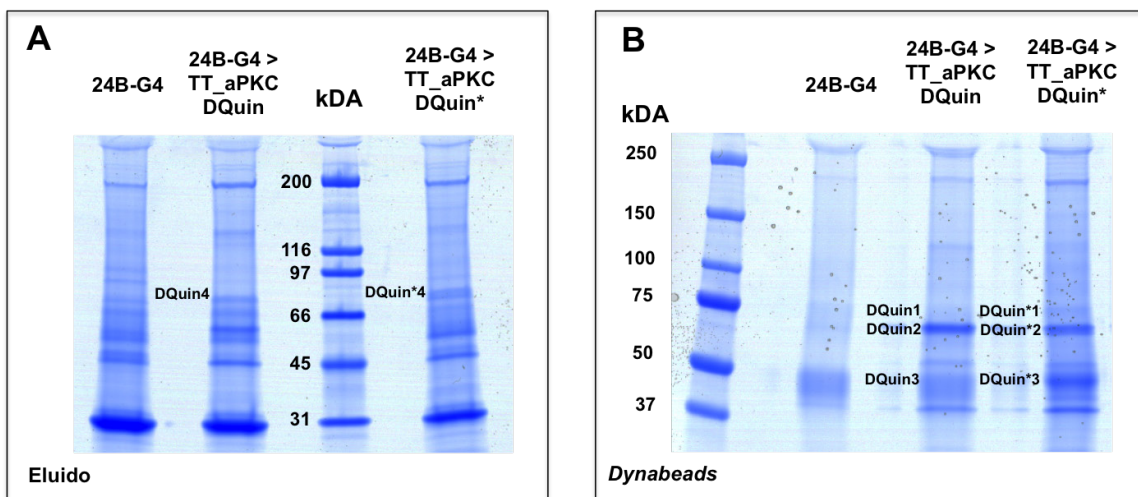 A
24B-G4
24B-G4 >
TT_aPKC
DQuin
kDA
24B-G4 >
TT_aPKC
DQuin*
200
116
97
DQuin4
DQuin*4
66
45
31
Eluido
B
kDA
24B-G4
24B-G4 >
TT_aPKC
DQuin
24B-G4 >
TT_aPKC
DQuin*
250
150
100
75
DQuin1
DQuin*1
DQuin2
DQuin*2
50
DQuin3
DQuin*3
37
Dynabeads